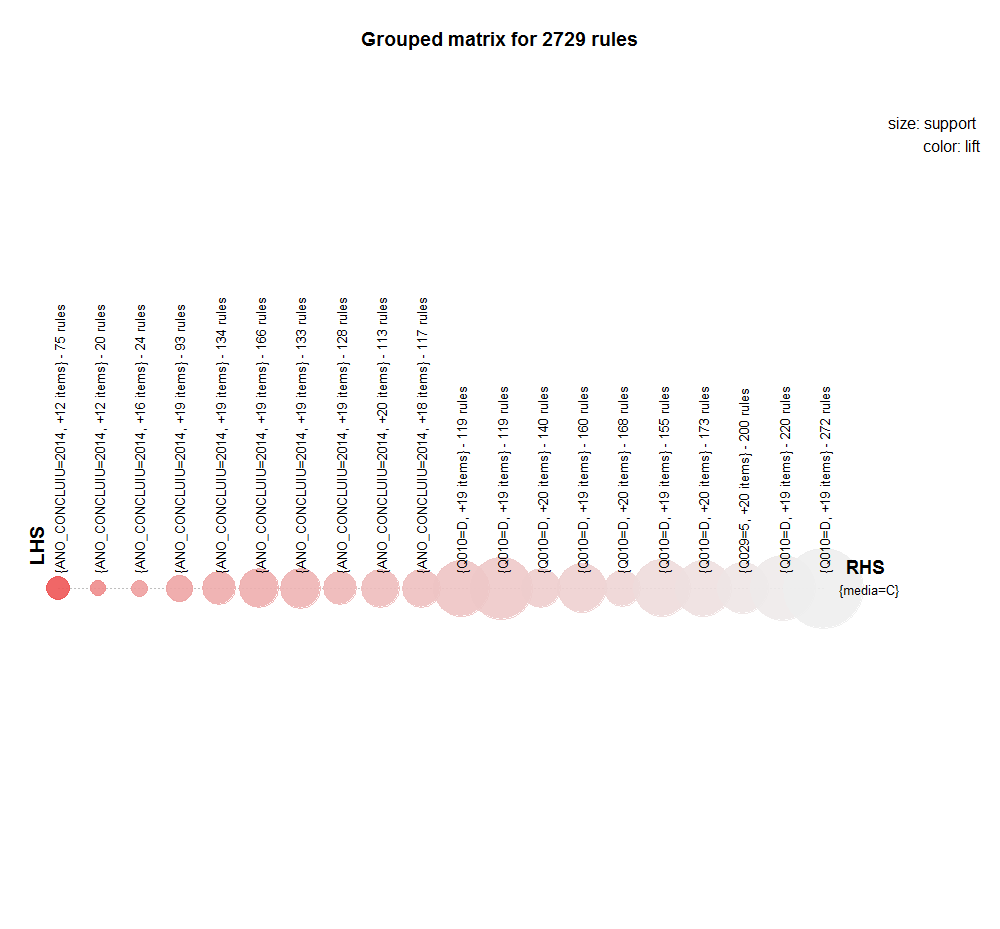 Grouped matrix for 2729 rules
size: support
color: lift
{ANO_CONCLUIU=2014, +12 items} - 75 rules
{ANO_CONCLUIU=2014, +12 items} - 20 rules
{ANO_CONCLUIU=2014, +16 items} - 24 rules
{ANO_CONCLUIU=2014, +19 items} - 93 rules
{ANO_CONCLUIU=2014, +19 items} - 134 rules
{ANO_CONCLUIU=2014, +19 items} - 166 rules
{ANO_CONCLUIU=2014, +19 items} - 133 rules
{ANO_CONCLUIU=2014, +19 items} - 128 rules
{ANO_CONCLUIU=2014, +20 items} - 113 rules
{ANO_CONCLUIU=2014, +18 items} - 117 rules
{Q010=D, +19 items} - 119 rules
{Q010=D, +19 items} - 119 rules
{Q010=D, +20 items} - 140 rules
{Q010=D, +19 items} - 160 rules
{Q010=D, +20 items} - 168 rules
{Q010=D, +19 items} - 155 rules
{Q010=D, +20 items} - 173 rules
{Q029=5, +20 items} - 200 rules
{Q010=D, +19 items} - 220 rules
{Q010=D, +19 items} - 272 rules
LHS
RHS
{media=C}